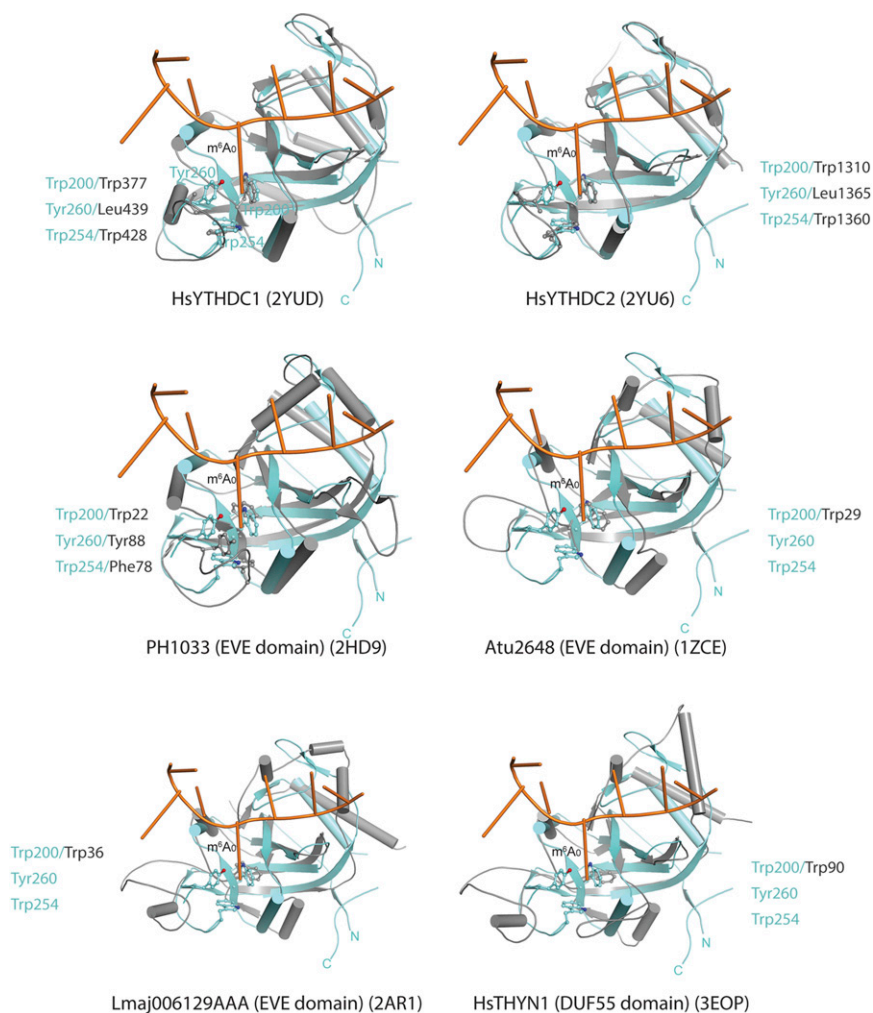 m⁶A₀
Tyr260
Trp200
Trp254
Trp200/Trp377
Tyr260/Leu439
Trp254/Trp428
N
C
HsYTHDC1 (2YUD)
m⁶A₀
Trp200/Trp1310
Tyr260/Leu1365
Trp254/Trp1360
N
C
HsYTHDC2 (2YU6)
m⁶A₀
Trp200/Trp22
Tyr260/Tyr88
Trp254/Phe78
N
C
PH1033 (EVE domain) (2HD9)
m⁶A₀
Trp200/Trp29
Tyr260
Trp254
N
C
Atu2648 (EVE domain) (1ZCE)
m⁶A₀
Trp200/Trp36
Tyr260
Trp254
N
C
Lmaj006129AAA (EVE domain) (2AR1)
m⁶A₀
Trp200/Trp90
Tyr260
Trp254
N
C
HsTHYN1 (DUF55 domain) (3EOP)